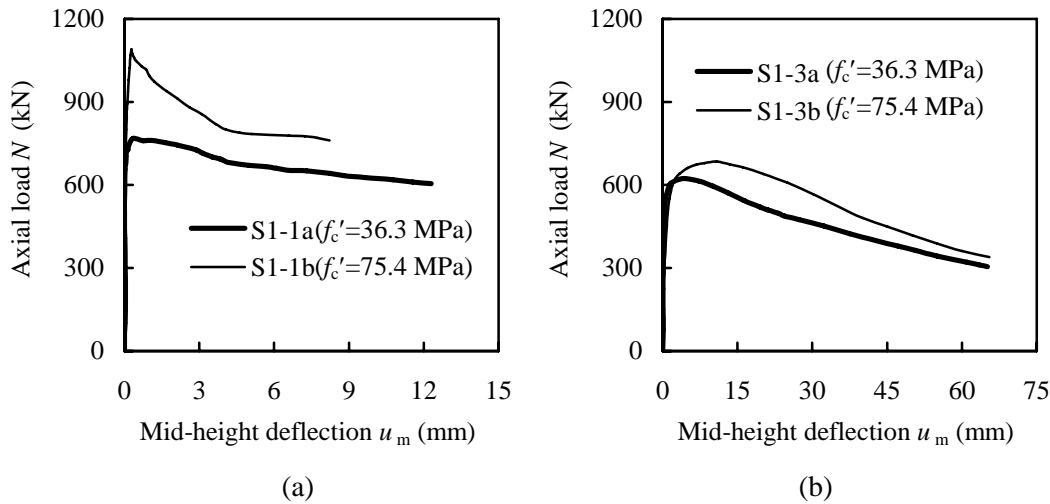 1200
900
600
300
0
Axial load N (kN)
S1-1a(fc′=36.3 MPa)
S1-1b(fc′=75.4 MPa)
0 3 6 9 12 15
Mid-height deflection um (mm)
(a)
1200
900
600
300
0
Axial load N (kN)
S1-3a (fc′=36.3 MPa)
S1-3b (fc′=75.4 MPa)
0 15 30 45 60 75
Mid-height deflection um (mm)
(b)